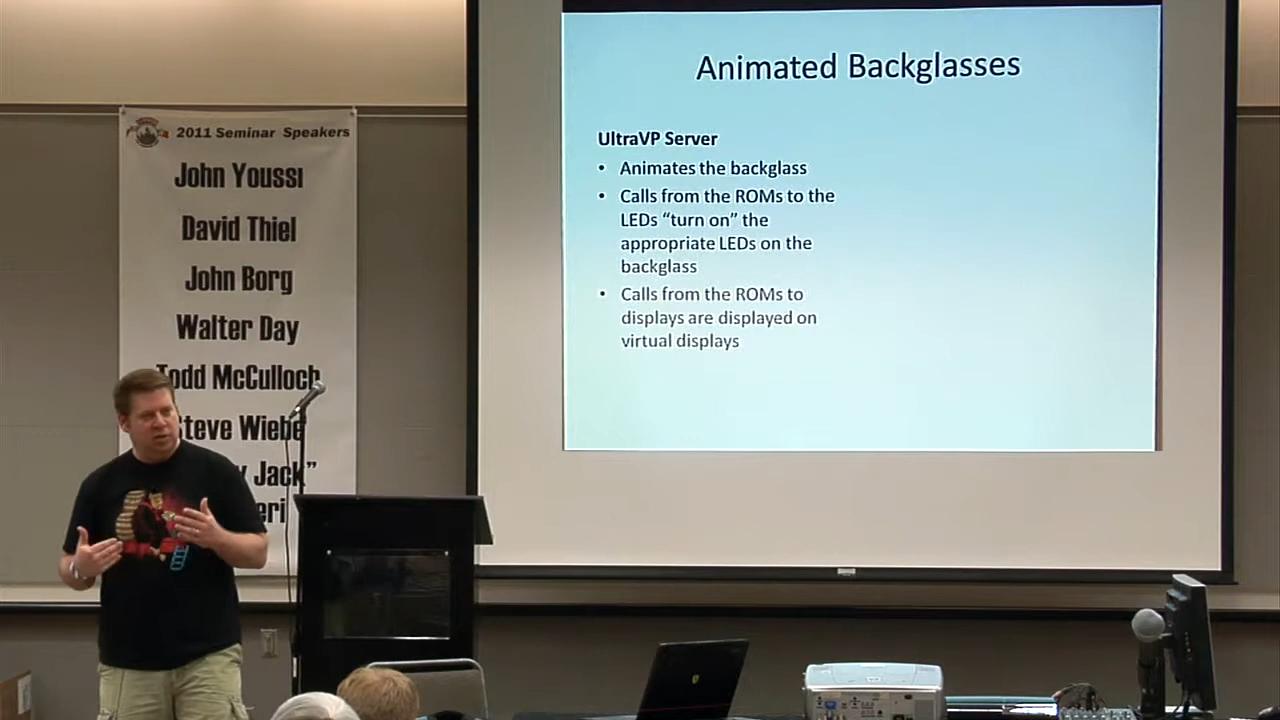 2011 Seminar Speakers
John Youssi
David Thiel
John Borg
Walter Day
Todd McCulloch
Steve Wiebe
Jack"
Animated Backglasses
UltraVP Server
• Animates the backglass
• Calls from the ROMs to the
LEDs “turn on” the
appropriate LEDs on the
backglass
• Calls from the ROMs to
displays are displayed on
virtual displays